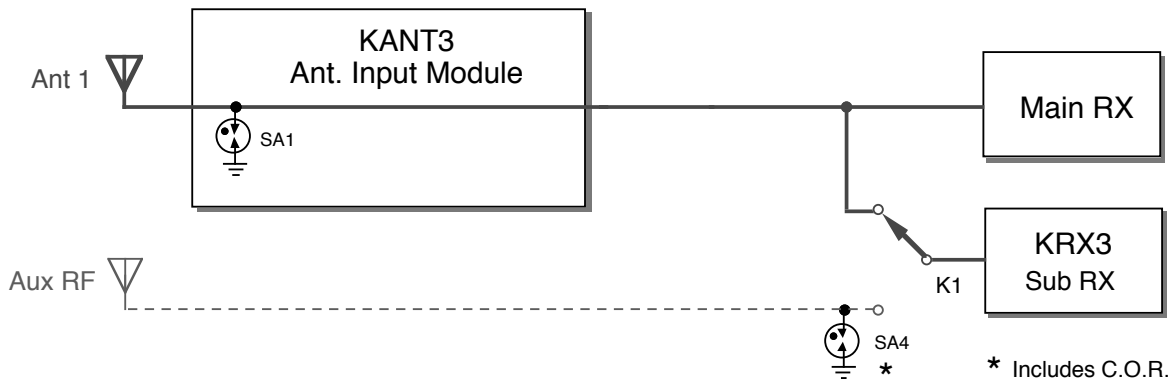 KANT3
Ant. Input Module
Ant 1
SA1
Main RX
KRX3
Sub RX
K1
Aux RF
SA4
*
* Includes C.O.R.